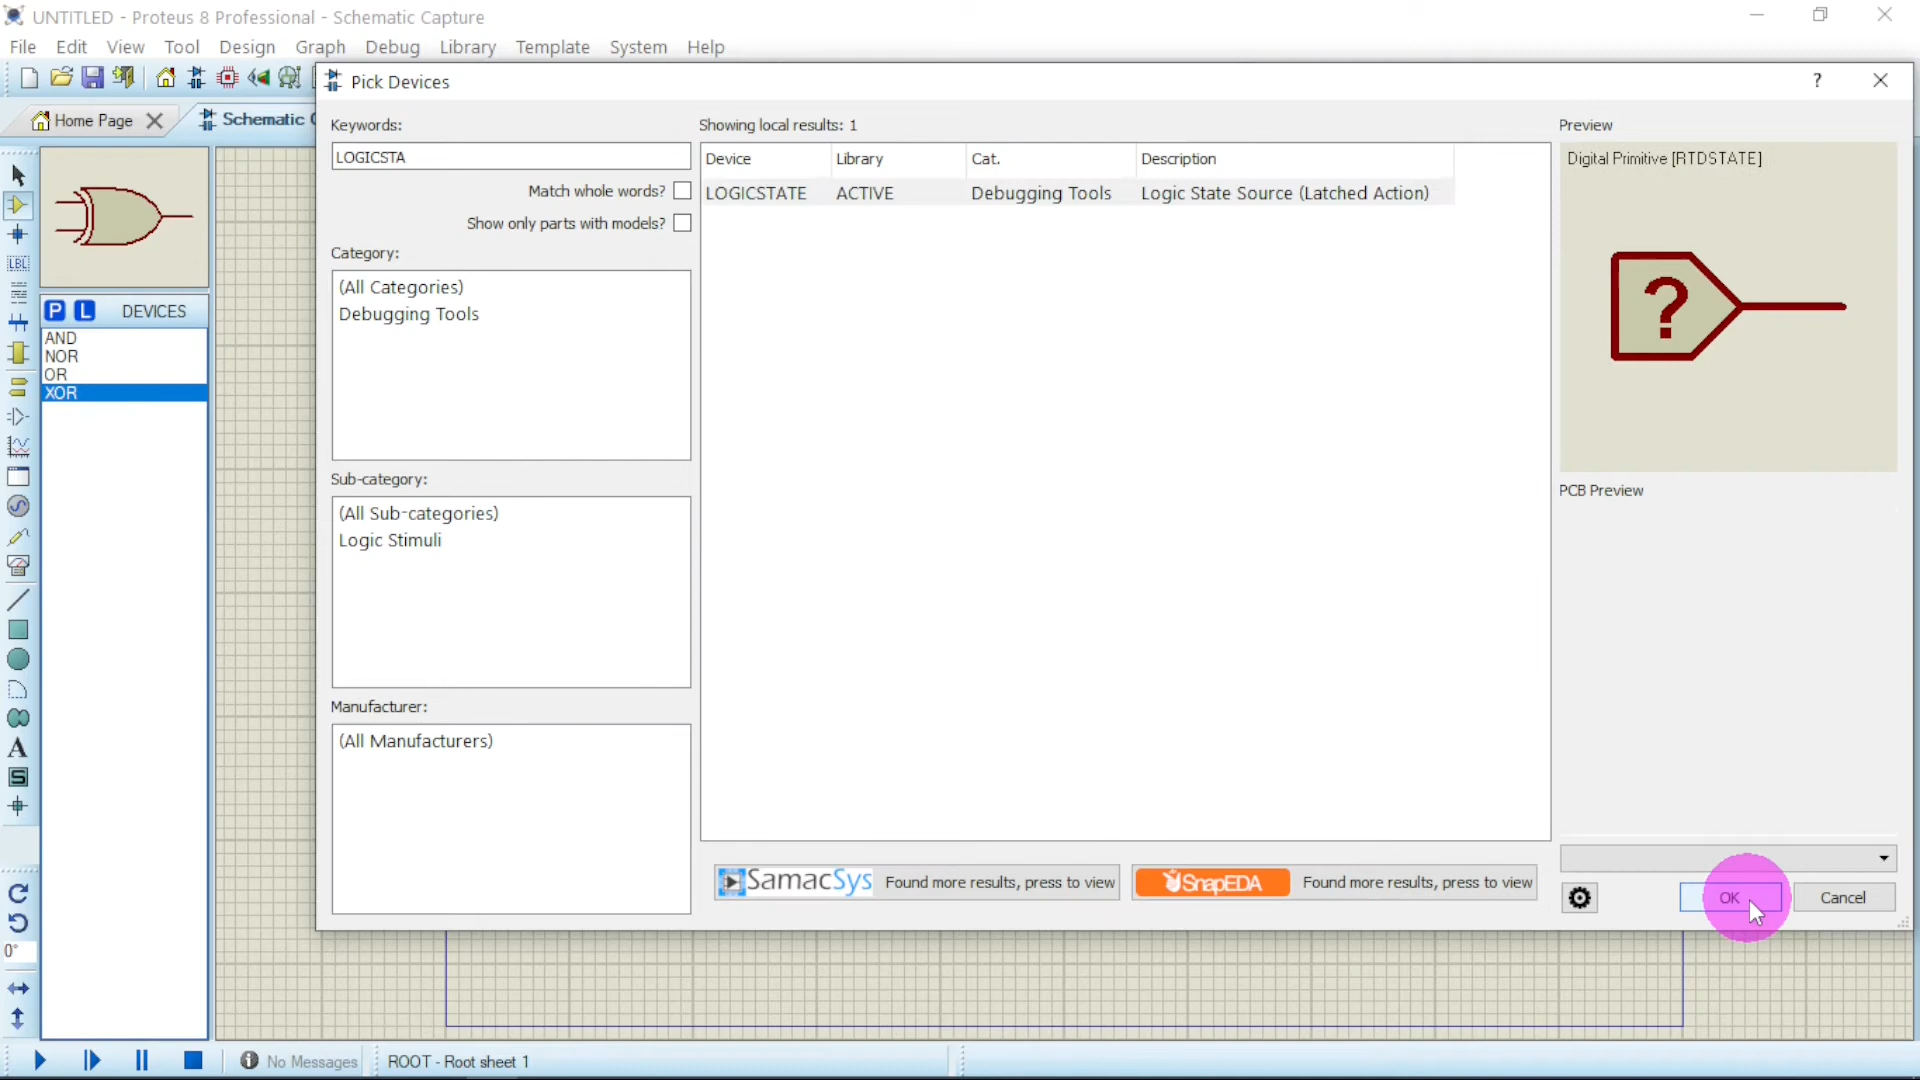 UNTITLED - Proteus 8 Professional - Schematic Capture
File Edit View Tool Design Graph Debug Library Template System Help
Pick Devices
?
Home Page
Schematic C
Keywords:
LOGICSTA
Match whole words?
Show only parts with models?
Category:
(All Categories)
Debugging Tools
Sub-category:
(All Sub-categories)
Logic Stimuli
Manufacturer:
(All Manufacturers)
Showing local results: 1
Device Library Cat. Description
LOGICSTATE ACTIVE Debugging Tools Logic State Source (Latched Action)
SamacSys Found more results, press to view
SnapEDA Found more results, press to view
Preview
Digital Primitive [RTDSTATE]
?
PCB Preview
OK
Cancel
P L DEVICES
AND
NOR
OR
XOR
LBL
A
S
0°
No Messages
ROOT - Root sheet 1